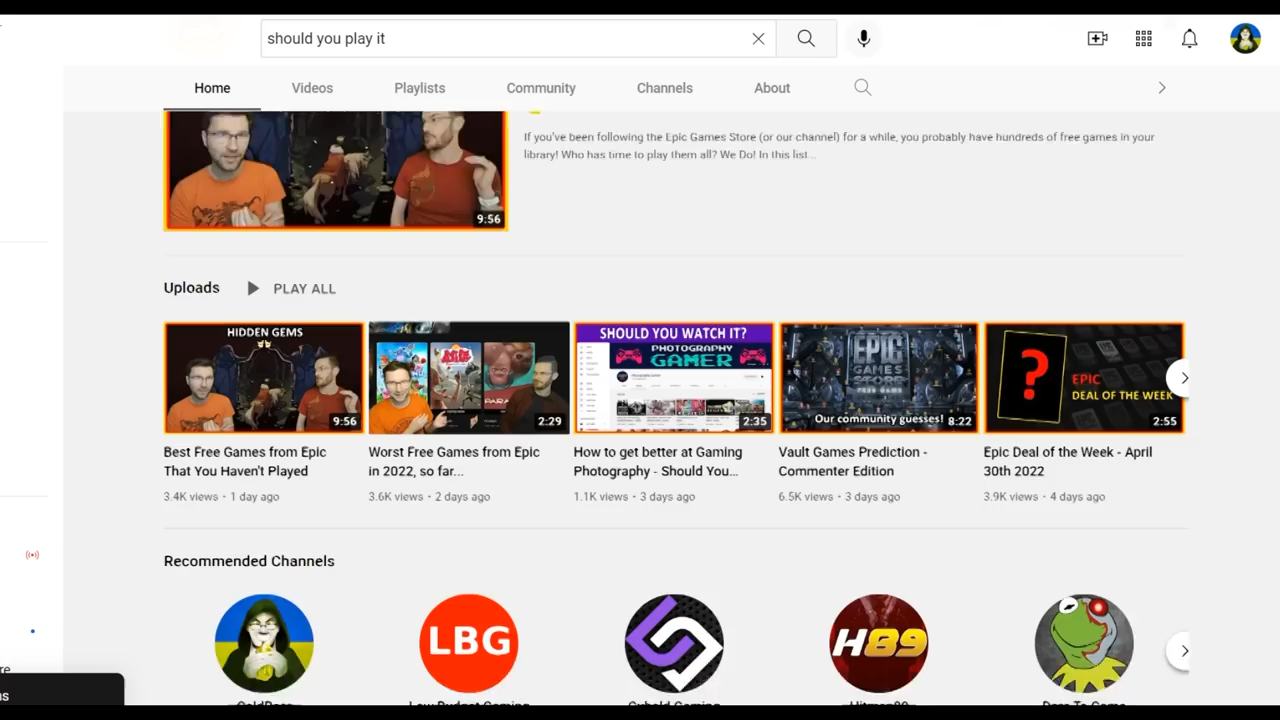 should you play it
Home
Videos
Playlists
Community
Channels
About
If you've been following the Epic Games Store (or our channel) for a while, you probably have hundreds of free games in your
library! Who has time to play them all? We Do! In this list...
9:56
Uploads
PLAY ALL
HIDDEN GEMS
9:56
2:29
SHOULD YOU WATCH IT?
PHOTOGRAPHY
GAMER
2:35
EPIC
GAMES
STORE
Our community guesses!
8:22
?
EPIC
DEAL OF THE WEEK
2:55
Best Free Games from Epic
That You Haven't Played
3.4K views • 1 day ago
Worst Free Games from Epic
in 2022, so far...
3.6K views • 2 days ago
How to get better at Gaming
Photography - Should You...
1.1K views • 3 days ago
Vault Games Prediction -
Commenter Edition
6.5K views • 3 days ago
Epic Deal of the Week - April
30th 2022
3.9K views • 4 days ago
Recommended Channels
LBG
H89